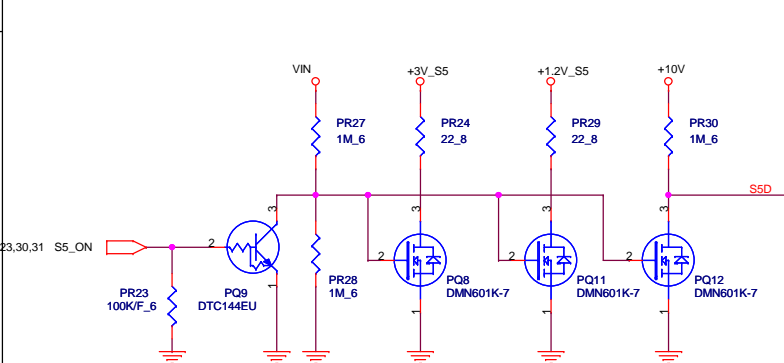 VIN
+3V_S5
+1.2V_S5
+10V
PR27
1M_6
PR24
22_8
PR29
22_8
PR30
1M_6
S5D
3
3
3
3
23,30,31 S5_ON
2
2
2
2
PR23
100K/F_6
PQ9
DTC144EU
PR28
1M_6
PQ8
DMN601K-7
PQ11
DMN601K-7
PQ12
DMN601K-7
1
1
1
1